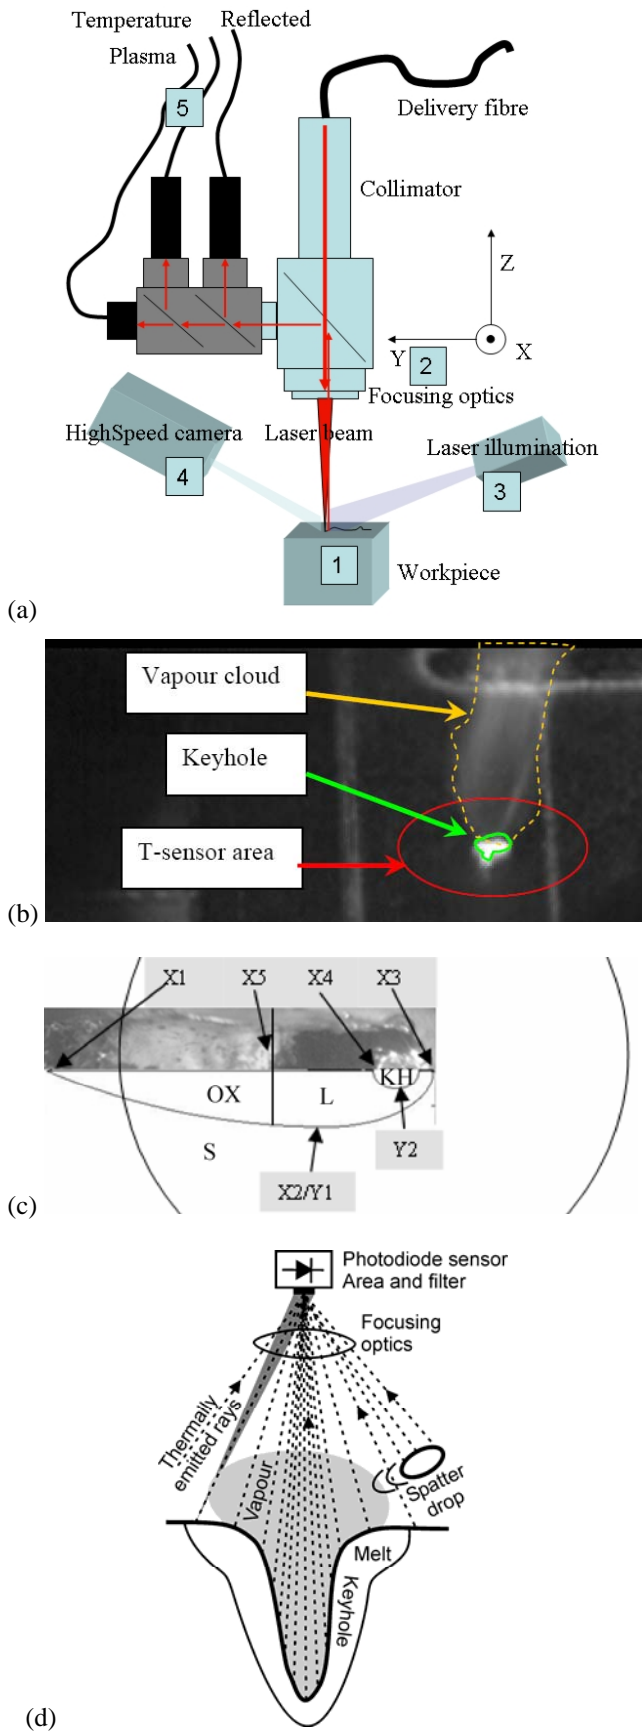 Temperature
Reflected
Plasma
5
Delivery fibre
Collimator
Z
Y
X
2
Focusing optics
HighSpeed camera
Laser beam
Laser illumination
4
3
1
Workpiece
(a)
Vapour cloud
Keyhole
T-sensor area
(b)
X1
X5
X4
X3
KH
OX
L
S
Y2
X2/Y1
(c)
Photodiode sensor
Area and filter
Focusing
optics
Thermally
emitted rays
Vapour
Spatter
drop
Melt
Keyhole
(d)